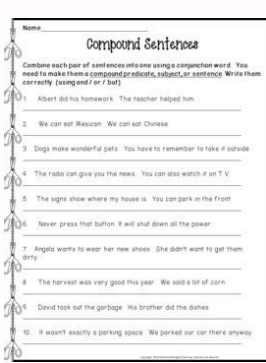 Name
Compound Sentences
Combine each pair of sentences into one using a conjunction word. You
need to make them a compound predicate, subject, or sentence. Write them
correctly. (using and / or / but)
1. Albert did his homework. The teacher helped him.
2. We can eat Mexican. We can eat Chinese.
3. Dogs make wonderful pets. You have to remember to take it outside.
4. The radio can give you the news. You can also watch it on T.V.
5. The signs show where my house is. You can park in the front.
6. Never press that button. It will shut down all the power.
7. Angela wants to wear her new shoes. She didn't want to get them
dirty.
8. The harvest was very good this year. We sold a lot of corn.
9. David took out the garbage. His brother did the dishes.
10. It wasn't exactly a parking space. We parked our car there anyway.